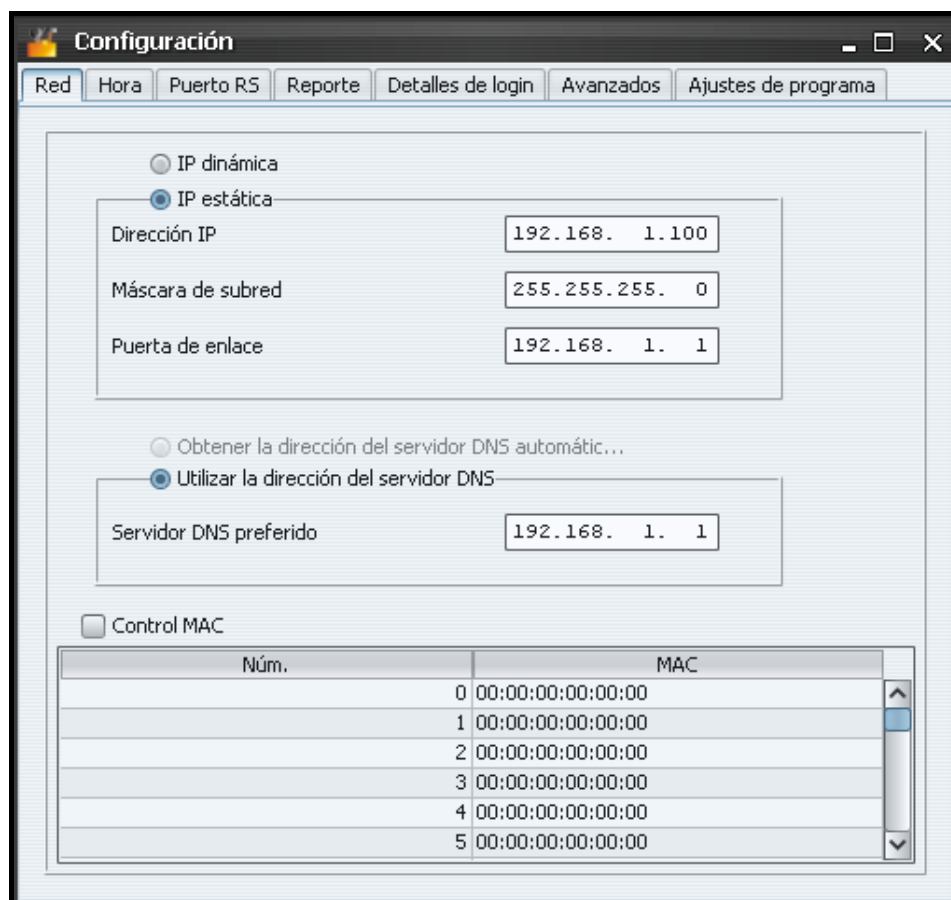 Configuración
Red Hora Puerto RS Reporte Detalles de login Avanzados Ajustes de programa
IP dinámica
IP estática
Dirección IP 192.168. 1.100
Máscara de subred 255.255.255. 0
Puerta de enlace 192.168. 1. 1
Obtener la dirección del servidor DNS automátic...
Utilizar la dirección del servidor DNS
Servidor DNS preferido 192.168. 1. 1
Control MAC
Núm. MAC
0 00:00:00:00:00:00
1 00:00:00:00:00:00
2 00:00:00:00:00:00
3 00:00:00:00:00:00
4 00:00:00:00:00:00
5 00:00:00:00:00:00